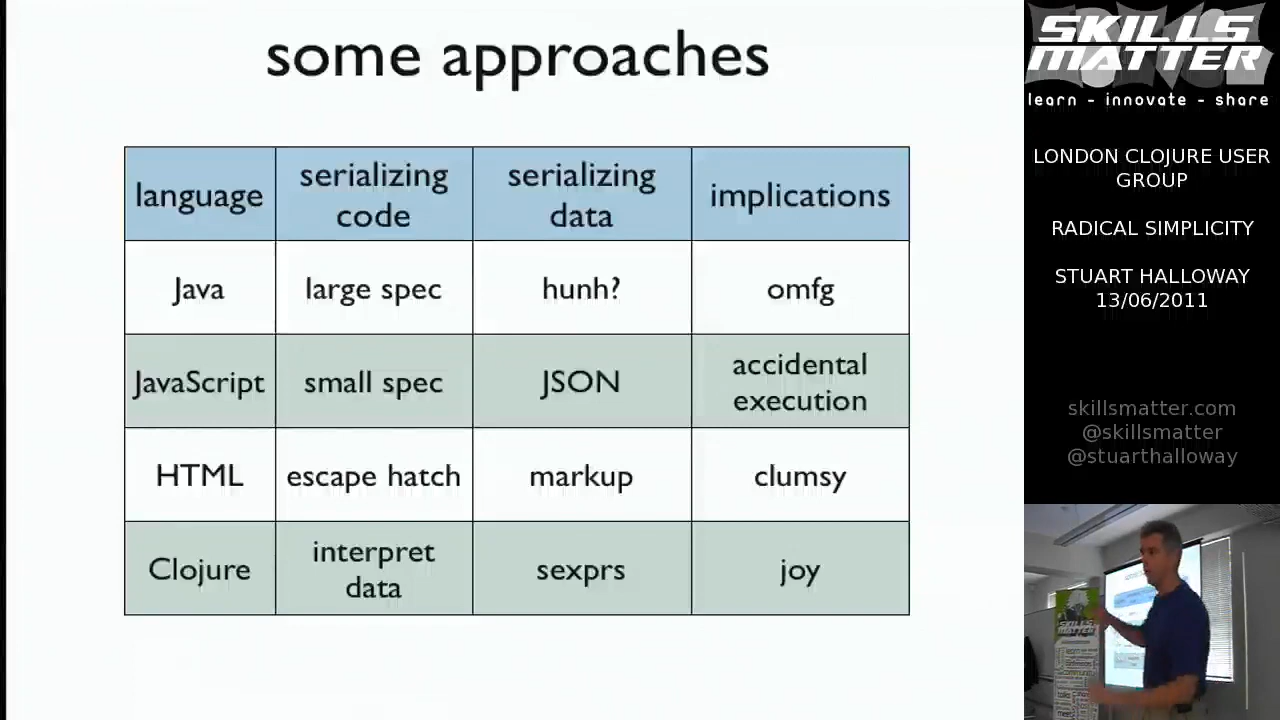 some approaches
language
serializing
code
serializing
data
implications
Java
large spec
hunh?
omfg
JavaScript
small spec
JSON
accidental
execution
HTML
escape hatch
markup
clumsy
Clojure
interpret
data
sexprs
joy
SKILLS
MATTER
learn - innovate - share
LONDON CLOJURE USER
GROUP
RADICAL SIMPLICITY
STUART HALLOWAY
13/06/2011
skillsmatter.com
@skillsmatter
@stuarthalloway
SKILLS
MATTER